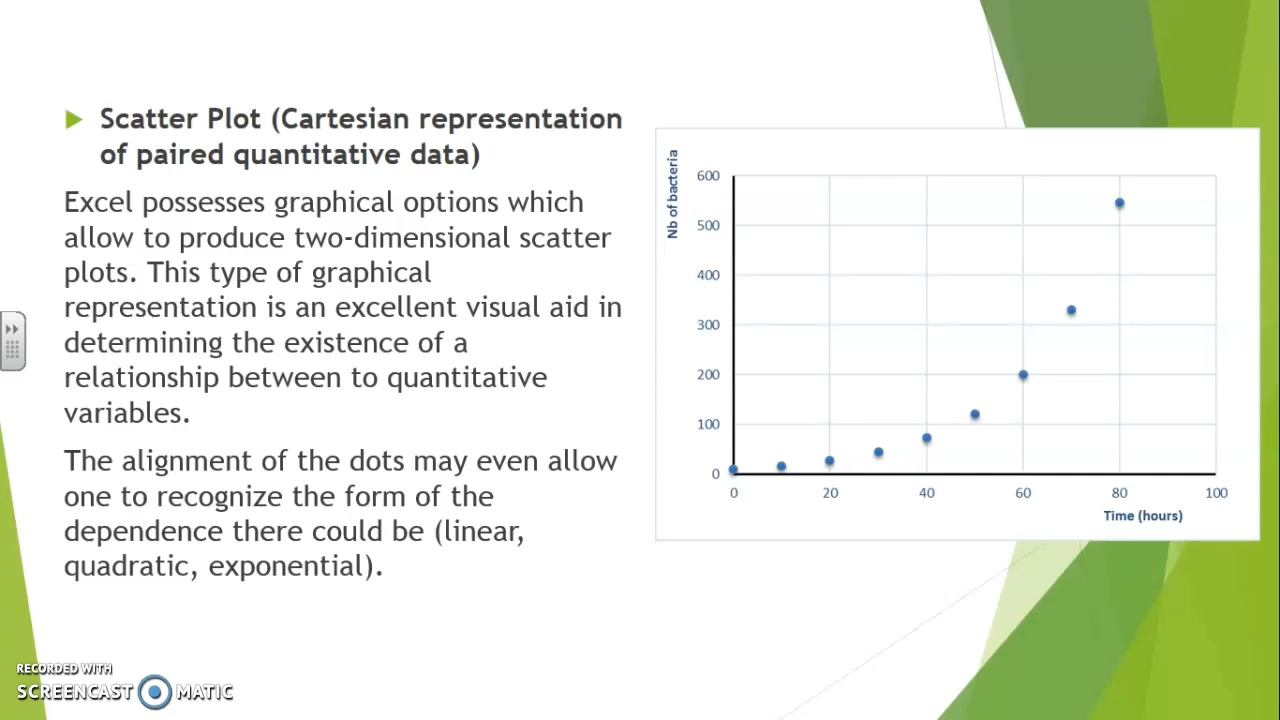 Scatter Plot (Cartesian representation
of paired quantitative data)
Excel possesses graphical options which
allow to produce two-dimensional scatter
plots. This type of graphical
representation is an excellent visual aid in
determining the existence of a
relationship between to quantitative
variables.
The alignment of the dots may even allow
one to recognize the form of the
dependence there could be (linear,
quadratic, exponential).
Nb of bacteria
600
500
400
300
200
100
0
0 20 40 60 80 100
Time (hours)
RECORDED WITH
SCREENCAST MATIC